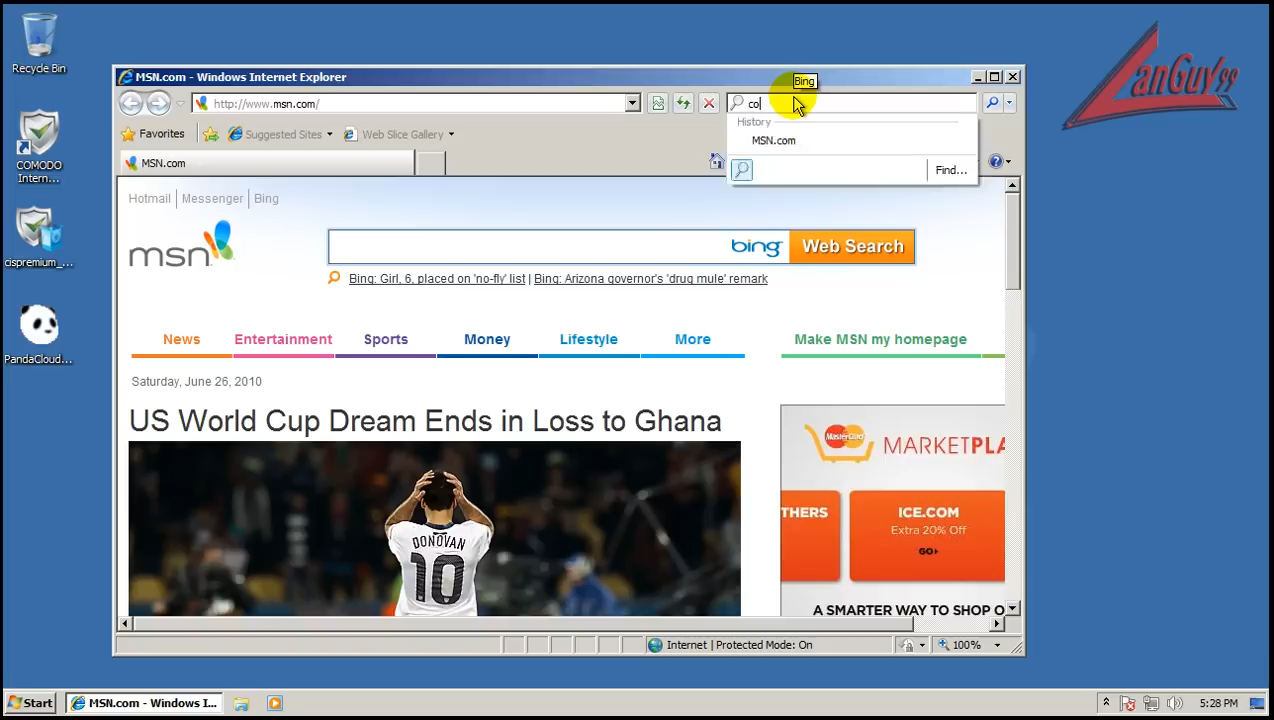 Recycle Bin
COMODO
Intern...
cispremium_...
PandaCloud...
LanGuy99
MSN.com - Windows Internet Explorer
Bing
http://www.msn.com/
co
Favorites
Suggested Sites
Web Slice Gallery
History
MSN.com
Find...
MSN.com
Hotmail
Messenger
Bing
msn
bing
Web Search
Bing: Girl, 6, placed on 'no-fly' list | Bing: Arizona governor's 'drug mule' remark
News
Entertainment
Sports
Money
Lifestyle
More
Make MSN my homepage
Saturday, June 26, 2010
US World Cup Dream Ends in Loss to Ghana
DONOVAN
10
MasterCard
MARKETPLA
THERS
ICE.COM
Extra 20% Off
GO
A SMARTER WAY TO SHOP O
Internet | Protected Mode: On
100%
Start
MSN.com - Windows I...
5:28 PM